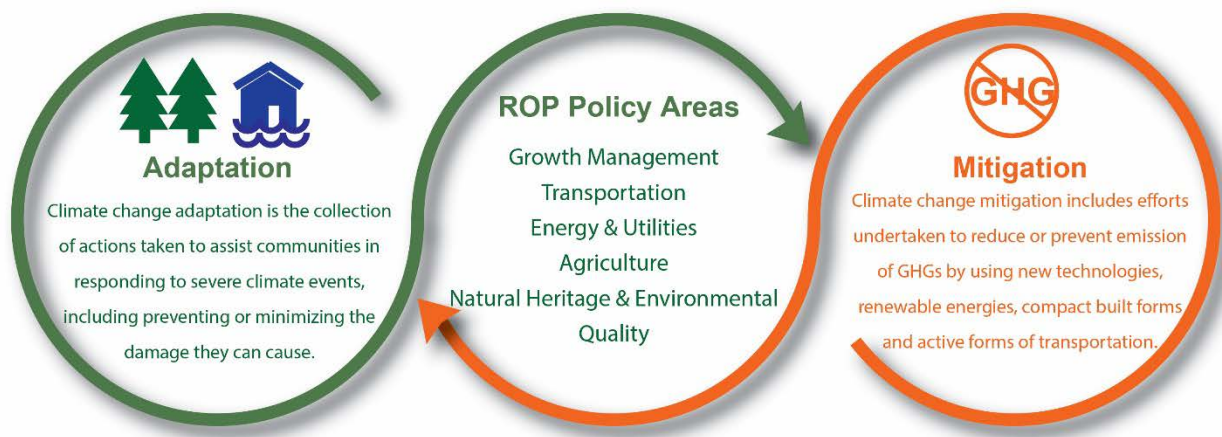 Adaptation
Climate change adaptation is the collection
of actions taken to assist communities in
responding to severe climate events,
including preventing or minimizing the
damage they can cause.
ROP Policy Areas
Growth Management
Transportation
Energy & Utilities
Agriculture
Natural Heritage & Environmental
Quality
GHG
Mitigation
Climate change mitigation includes efforts
undertaken to reduce or prevent emission
of GHGs by using new technologies,
renewable energies, compact built forms
and active forms of transportation.